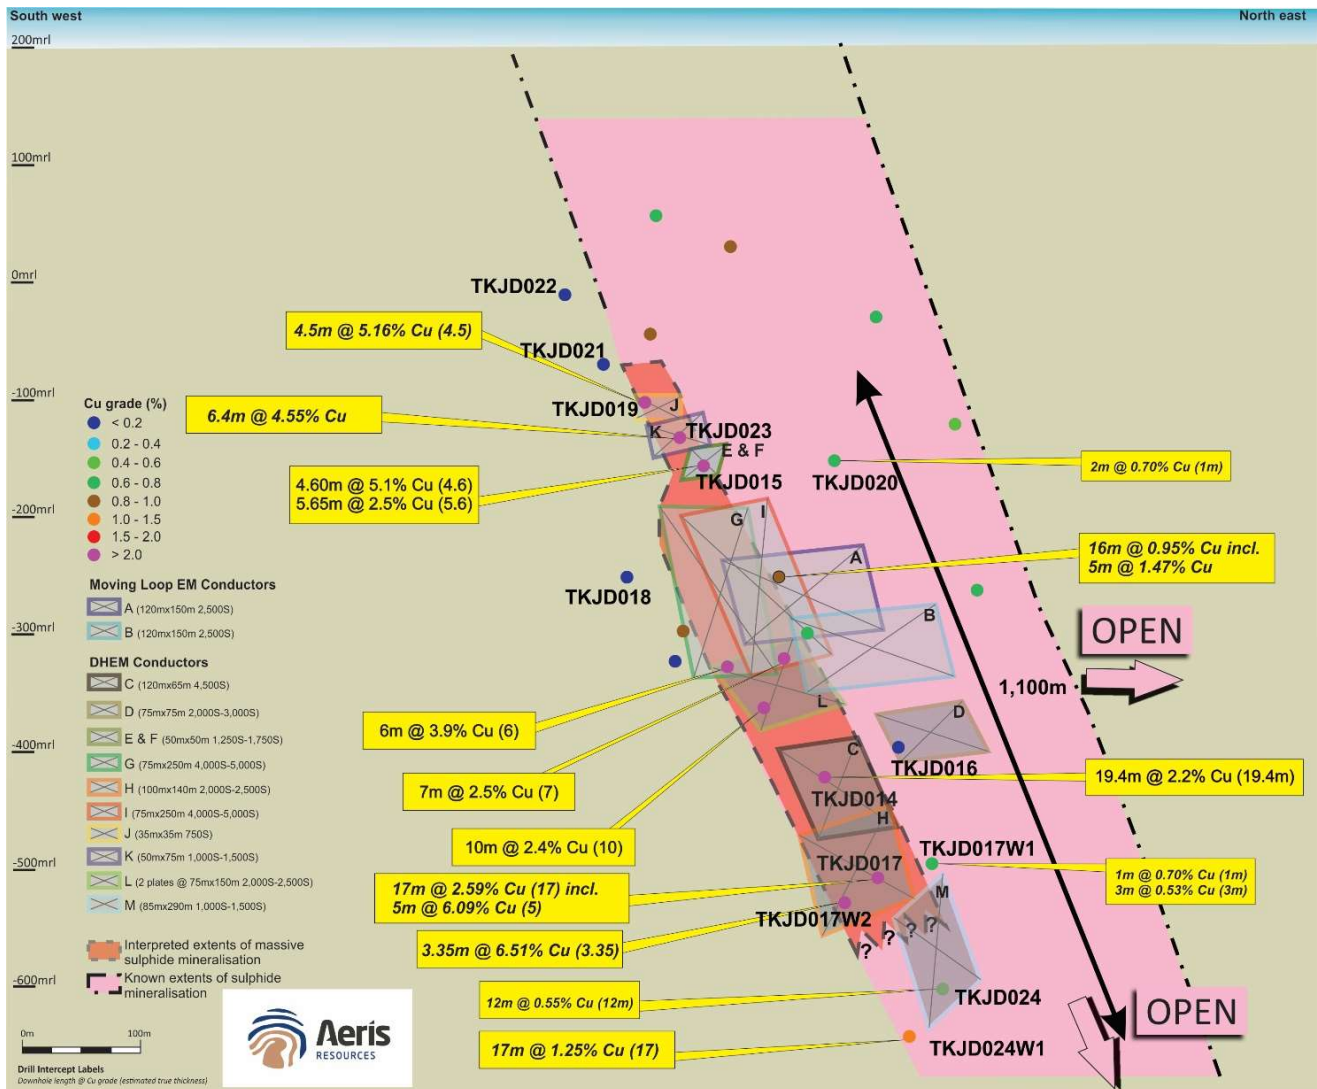 South west
North east
200mrl
100mrl
0mrl
-100mrl
-200mrl
-300mrl
-400mrl
-500mrl
-600mrl
TKJD022
4.5m @ 5.16% Cu (4.5)
TKJD021
TKJD019
J
6.4m @ 4.55% Cu
K
TKJD023
E & F
4.60m @ 5.1% Cu (4.6)
5.65m @ 2.5% Cu (5.6)
TKJD015
TKJD020
2m @ 0.70% Cu (1m)
G
I
A
16m @ 0.95% Cu incl.
5m @ 1.47% Cu
TKJD018
B
OPEN
1,100m
6m @ 3.9% Cu (6)
L
D
7m @ 2.5% Cu (7)
C
TKJD016
TKJD014
19.4m @ 2.2% Cu (19.4m)
H
10m @ 2.4% Cu (10)
TKJD017
TKJD017W1
1m @ 0.70% Cu (1m)
3m @ 0.53% Cu (3m)
17m @ 2.59% Cu (17) incl.
5m @ 6.09% Cu (5)
M
TKJD017W2
3.35m @ 6.51% Cu (3.35)
? ? ? ? ?
12m @ 0.55% Cu (12m)
TKJD024
OPEN
17m @ 1.25% Cu (17)
TKJD024W1
Cu grade (%)
< 0.2
0.2 - 0.4
0.4 - 0.6
0.6 - 0.8
0.8 - 1.0
1.0 - 1.5
1.5 - 2.0
> 2.0
Moving Loop EM Conductors
A (120mx150m 2,500S)
B (120mx150m 2,500S)
DHEM Conductors
C (120mx65m 4,500S)
D (75mx75m 2,000S-3,000S)
E & F (50mx50m 1,250S-1,750S)
G (75mx250m 4,000S-5,000S)
H (100mx140m 2,000S-2,500S)
I (75mx250m 4,000S-5,000S)
J (35mx35m 750S)
K (50mx75m 1,000S-1,500S)
L (2 plates @ 75mx150m 2,000S-2,500S)
M (85mx290m 1,000S-1,500S)
Interpreted extents of massive
sulphide mineralisation
Known extents of sulphide
mineralisation
0m 100m
Drill Intercept Labels
Downhole length @ Cu grade (estimated true thickness)
Aeris
RESOURCES